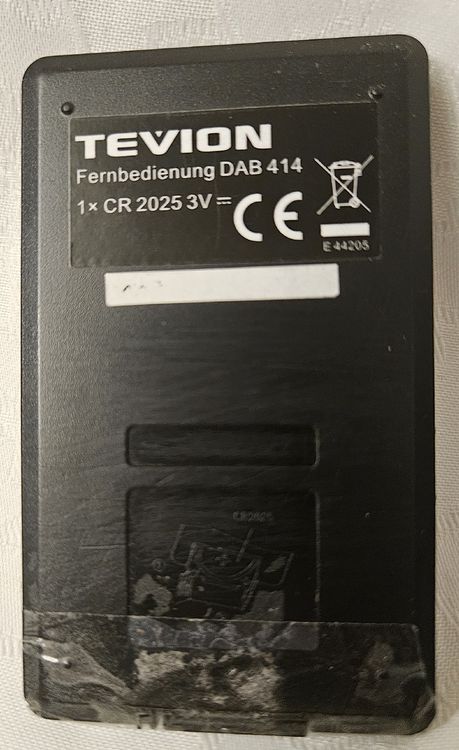 TEVION
Fernbedienung DAB 414
1× CR 2025 3V ⎓
CE
E 44205
CR2025